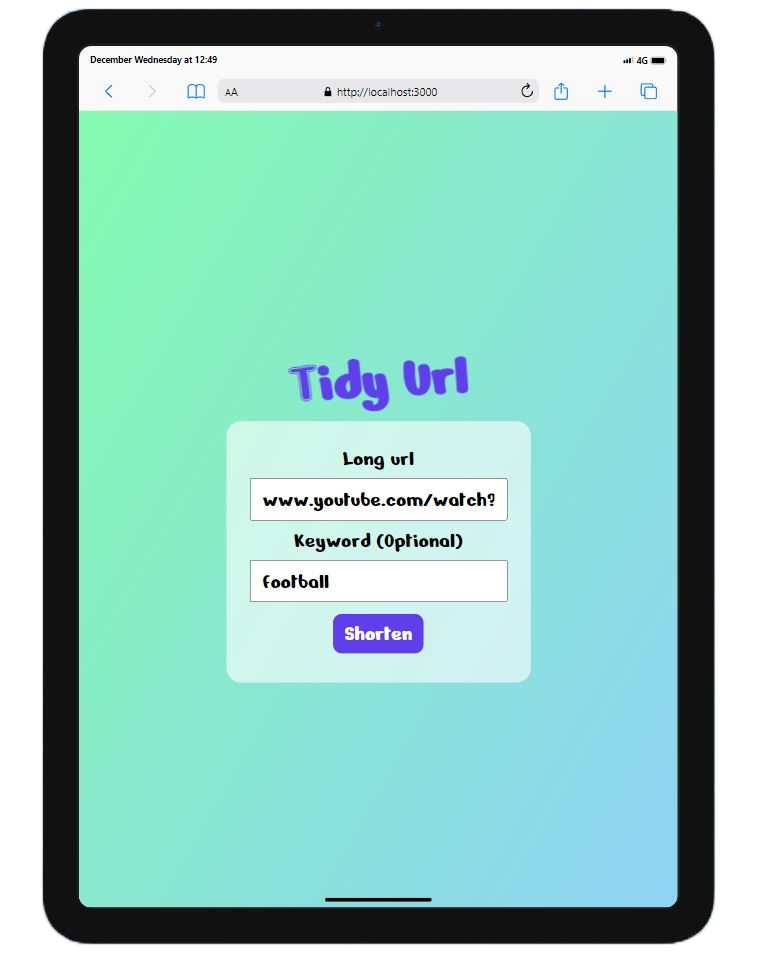 December Wednesday at 12:49
4G
AA
http://localhost:3000
Tidy Url
Long url
www.youtube.com/watch?
Keyword (Optional)
football
Shorten